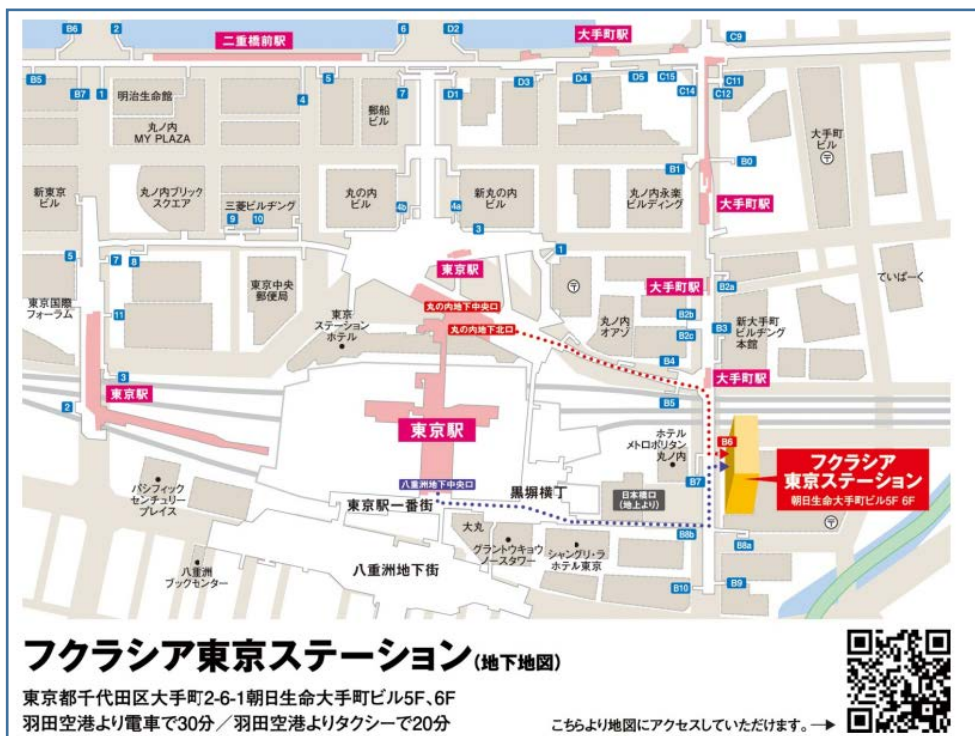 B6
2
二重橋前駅
6
D2
大手町駅
C9
B5
B7
1
明治生命館
4
5
7
D1
D3
D4
D5
C15
C14
C11
C12
丸ノ内
MY PLAZA
郵船
ビル
大手町
ビル
〒
B1
B0
新東京
ビル
丸ノ内ブリック
スクエア
三菱ビルヂング
9
10
丸の内
ビル
4b
4a
新丸の内
ビル
3
丸ノ内永楽
ビルディング
大手町駅
5
7
8
1
東京国際
フォーラム
11
東京中央
郵便局
東京駅
〒
大手町駅
B2a
ていぱーく
東京
ステーション
ホテル
丸の内地下中央口
丸の内地下北口
丸ノ内
オアゾ
B2b
B2c
B3
新大手町
ビルヂング
本館
B4
大手町駅
3
2
東京駅
B5
東京駅
ホテル
メトロポリタン
丸ノ内
B6
B7
フクラシア
東京ステーション
朝日生命大手町ビル5F 6F
パシフィック
センチュリー
プレイス
八重洲地下中央口
東京駅一番街
黒塀横丁
日本橋口
(地上より)
〒
大丸
グラントウキョウ
ノースタワー
シャングリ・ラ
ホテル東京
B8b
B8a
八重洲
ブックセンター
八重洲地下街
B10
B9
フクラシア東京ステーション(地下地図)
東京都千代田区大手町2-6-1朝日生命大手町ビル5F、6F
羽田空港より電車で30分／羽田空港よりタクシーで20分
こちらより地図にアクセスしていただけます。→